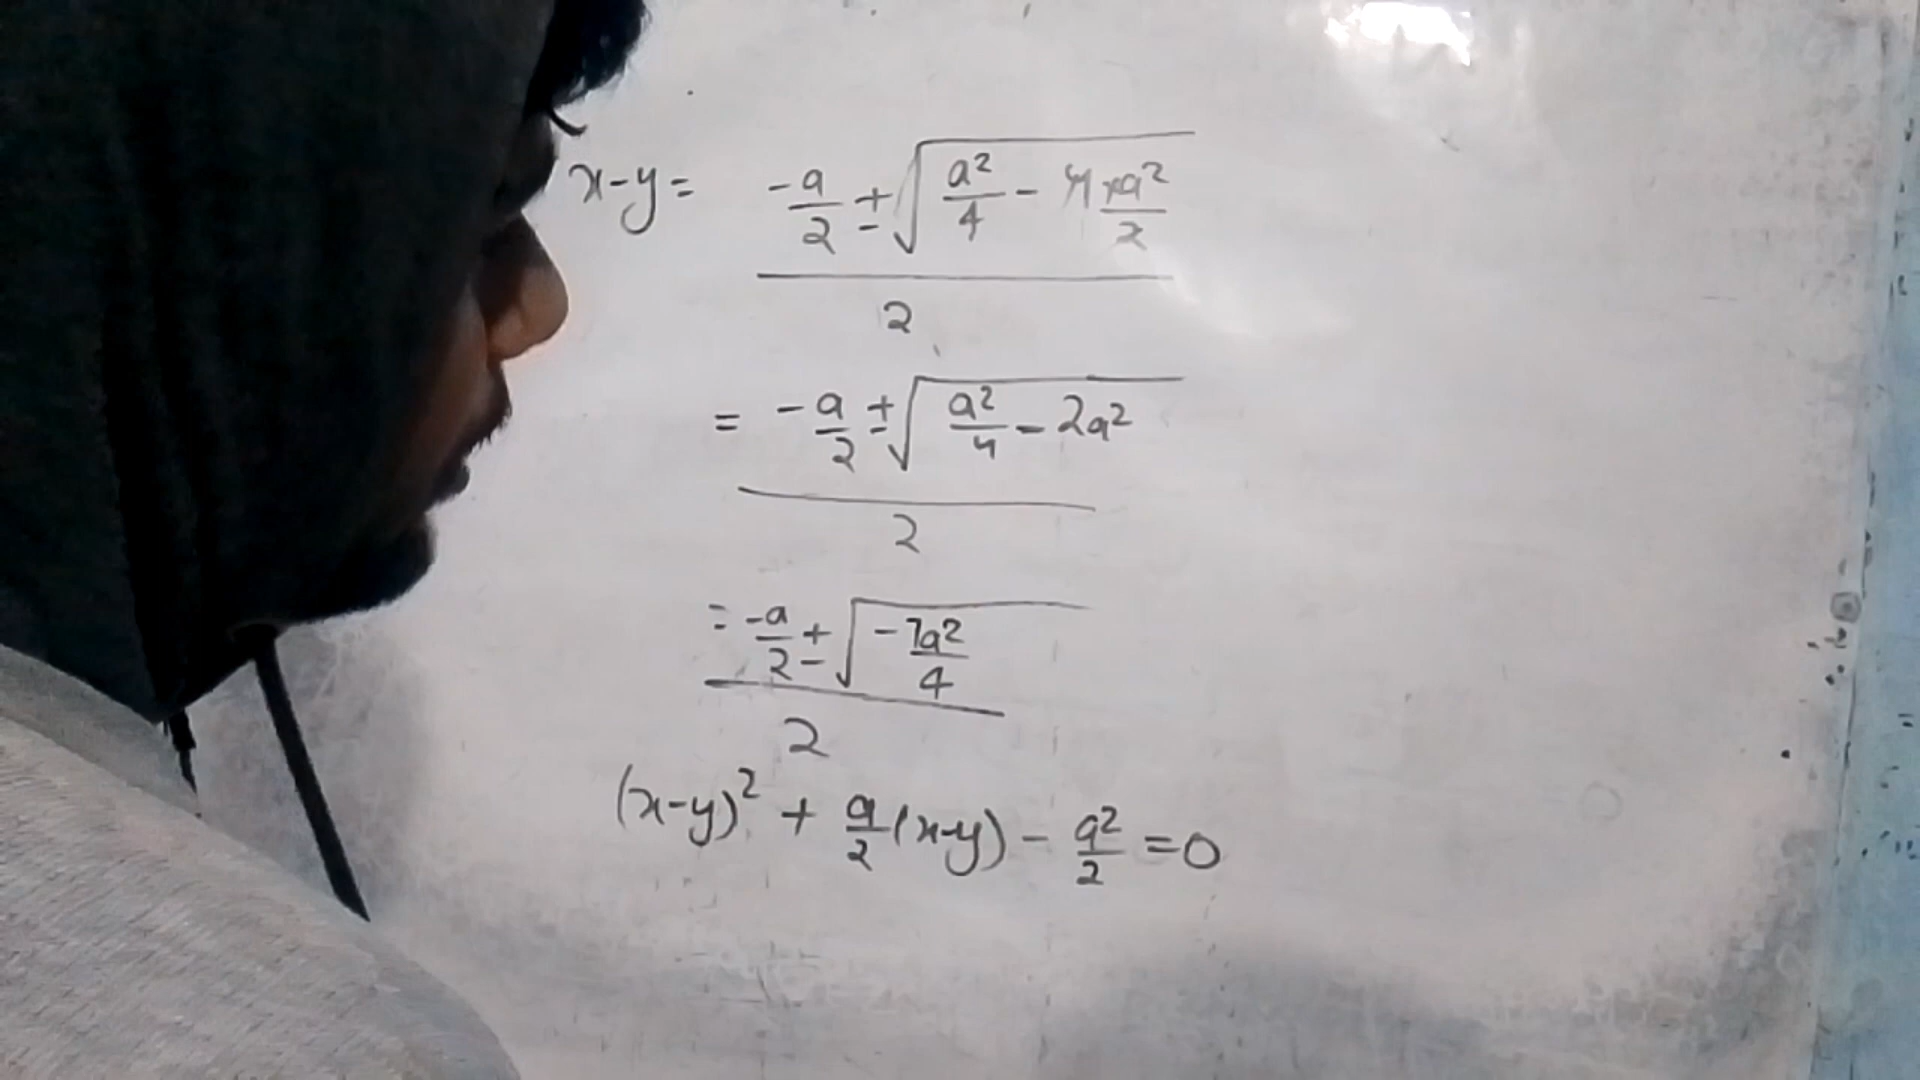 x-y = (-a/2 ± √(a²/4 - 4×a²/2))/2
= (-a/2 ± √(a²/4 - 2a²))/2
= (-a/2 ± √(-7a²/4))/2
(x-y)² + a/2 (x-y) - a²/2 = 0